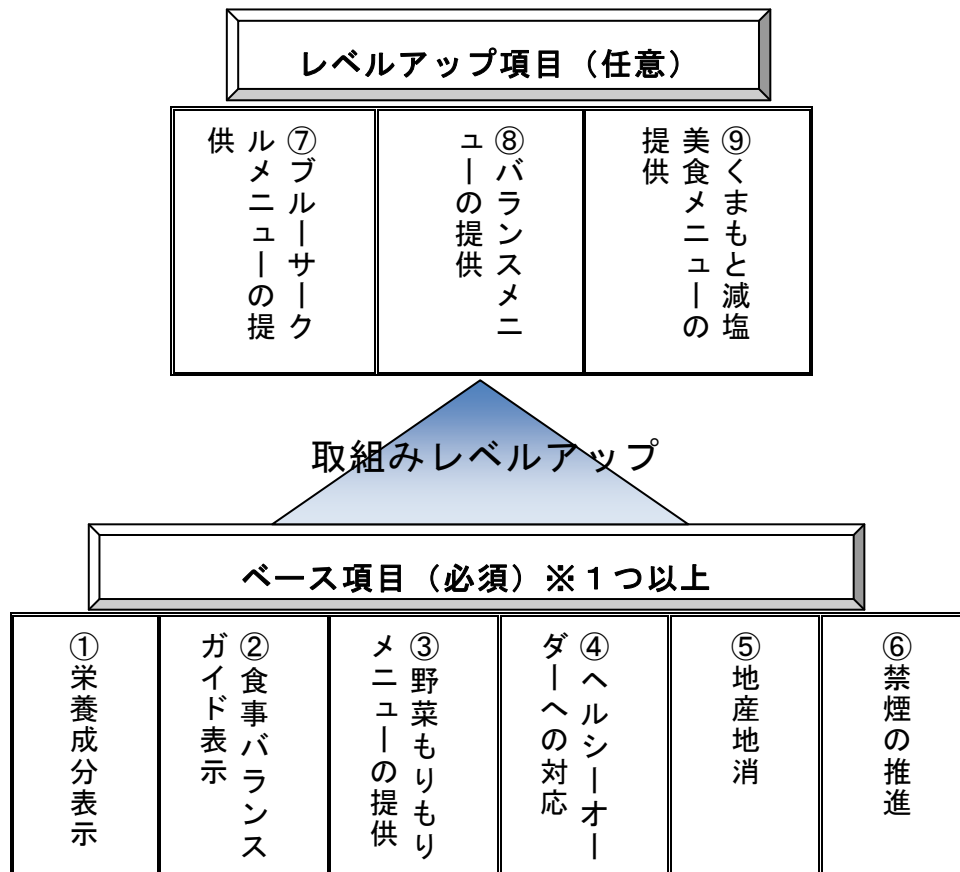 レベルアップ項目（任意）
⑦ブルーサーク
ルメニューの提
供
⑧バランスメニ
ューの提供
⑨くまもと減塩
美食メニューの
提供
取組みレベルアップ
ベース項目（必須）※１つ以上
①栄養成分表示
②食事バランス
ガイド表示
③野菜もりもり
メニューの提供
④ヘルシーオー
ダーへの対応
⑤地産地消
⑥禁煙の推進